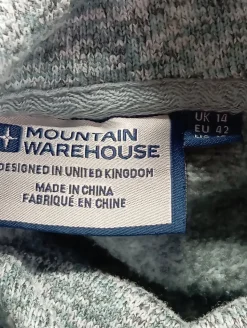 MOUNTAIN
WAREHOUSE
DESIGNED IN UNITED KINGDOM
MADE IN CHINA
FABRIQUÉ EN CHINE
UK 14
EU 42